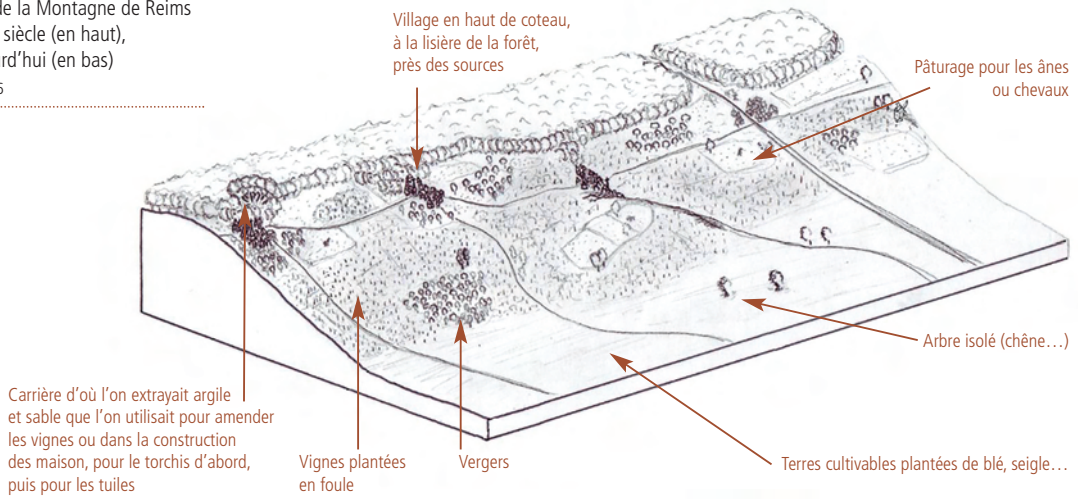 de la Montagne de Reims
siècle (en haut),
rd'hui (en bas)
Village en haut de coteau,
à la lisière de la forêt,
près des sources
Pâturage pour les ânes
ou chevaux
Arbre isolé (chêne…)
Carrière d'où l'on extrayait argile
et sable que l'on utilisait pour amender
les vignes ou dans la construction
des maison, pour le torchis d'abord,
puis pour les tuiles
Vignes plantées
en foule
Vergers
Terres cultivables plantées de blé, seigle…